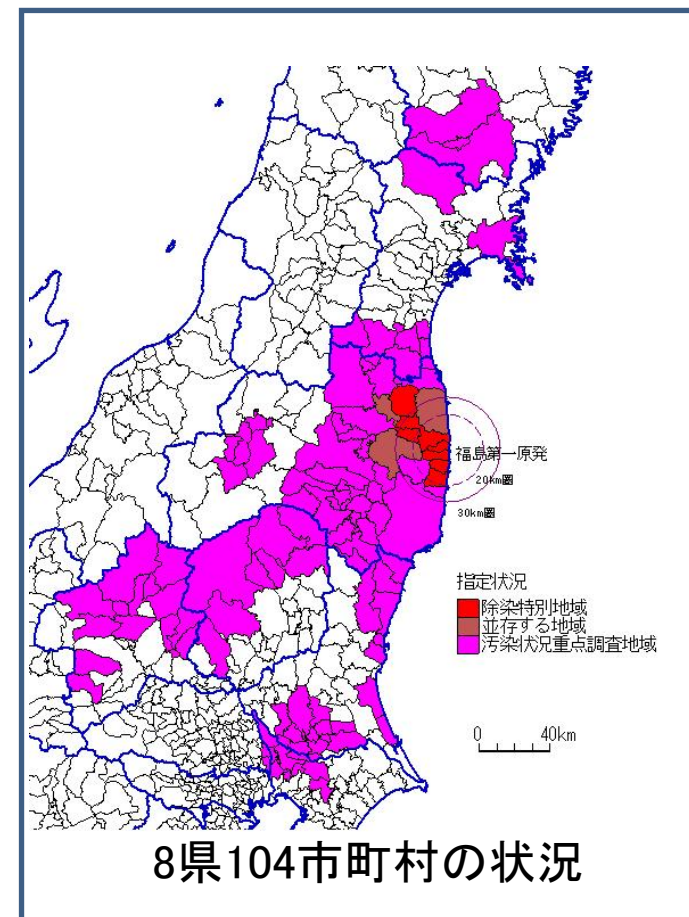 福島第一原発
20km圏
30km圏
指定状況
除染特別地域
並存する地域
汚染状況重点調査地域
0 40km
8県104市町村の状況